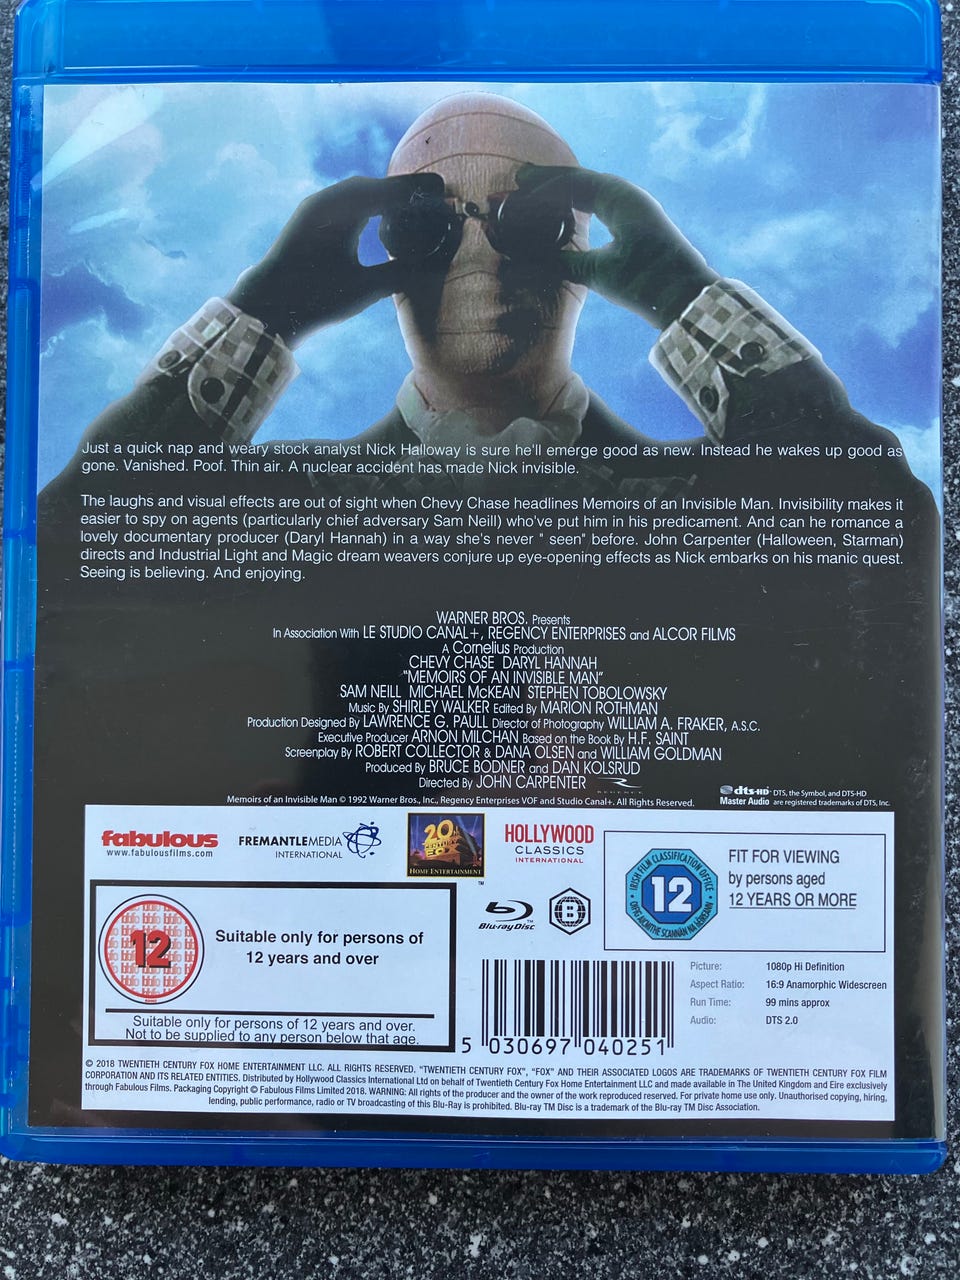 Just a quick nap and weary stock analyst Nick Halloway is sure he'll emerge good as new. Instead he wakes up good as
gone. Vanished. Poof. Thin air. A nuclear accident has made Nick invisible.
The laughs and visual effects are out of sight when Chevy Chase headlines Memoirs of an Invisible Man. Invisibility makes it
easier to spy on agents (particularly chief adversary Sam Neill) who've put him in his predicament. And can he romance a
lovely documentary producer (Daryl Hannah) in a way she's never " seen" before. John Carpenter (Halloween, Starman)
directs and Industrial Light and Magic dream weavers conjure up eye-opening effects as Nick embarks on his manic quest.
Seeing is believing. And enjoying.
WARNER BROS. Presents
In Association With LE STUDIO CANAL+, REGENCY ENTERPRISES and ALCOR FILMS
A Cornelius Production
CHEVY CHASE DARYL HANNAH
"MEMOIRS OF AN INVISIBLE MAN"
SAM NEILL MICHAEL McKEAN STEPHEN TOBOLOWSKY
Music By SHIRLEY WALKER Edited By MARION ROTHMAN
Production Designed By LAWRENCE G. PAULL Director of Photography WILLIAM A. FRAKER, A.S.C.
Executive Producer ARNON MILCHAN Based on the Book By H.F. SAINT
Screenplay By ROBERT COLLECTOR & DANA OLSEN and WILLIAM GOLDMAN
Produced By BRUCE BODNER and DAN KOLSRUD
Directed By JOHN CARPENTER
REGENCY
Memoirs of an Invisible Man © 1992 Warner Bros., Inc., Regency Enterprises VOF and Studio Canal+. All Rights Reserved.
dts-HD Master Audio
DTS, the Symbol, and DTS-HD
are registered trademarks of DTS, Inc.
fabulous
www.fabulousfilms.com
FREMANTLEMEDIA
INTERNATIONAL
20th
CENTURY
FOX
HOME ENTERTAINMENT
TM
HOLLYWOOD
CLASSICS
INTERNATIONAL
12
Suitable only for persons of
12 years and over
Suitable only for persons of 12 years and over.
Not to be supplied to any person below that age.
Blu-ray Disc
TM
B
IRISH FILM CLASSIFICATION OFFICE
12
OIFIG AICMITHE SCANNÁN NA hÉIREANN
FIT FOR VIEWING
by persons aged
12 YEARS OR MORE
5 030697 040251
Picture: 1080p Hi Definition
Aspect Ratio: 16:9 Anamorphic Widescreen
Run Time: 99 mins approx
Audio: DTS 2.0
© 2018 TWENTIETH CENTURY FOX HOME ENTERTAINMENT LLC. ALL RIGHTS RESERVED. "TWENTIETH CENTURY FOX", "FOX" AND THEIR ASSOCIATED LOGOS ARE TRADEMARKS OF TWENTIETH CENTURY FOX FILM
CORPORATION AND ITS RELATED ENTITIES. Distributed by Hollywood Classics International Ltd on behalf of Twentieth Century Fox Home Entertainment LLC and made available in The United Kingdom and Eire exclusively
through Fabulous Films. Packaging Copyright © Fabulous Films Limited 2018. WARNING: All rights of the producer and the owner of the work reproduced reserved. For private home use only. Unauthorised copying, hiring,
lending, public performance, radio or TV broadcasting of this Blu-Ray is prohibited. Blu-ray TM Disc is a trademark of the Blu-ray TM Disc Association.